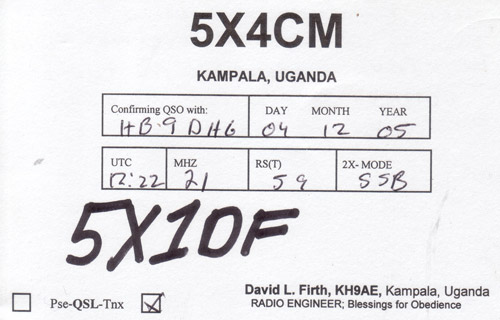 5X4CM
KAMPALA, UGANDA
Confirming QSO with: DAY MONTH YEAR
HB9DHG 04 12 05
UTC MHZ RS(T) 2X- MODE
12:22 21 59 SSB
5X1DF
Pse-QSL-Tnx
David L. Firth, KH9AE, Kampala, Uganda
RADIO ENGINEER; Blessings for Obedience